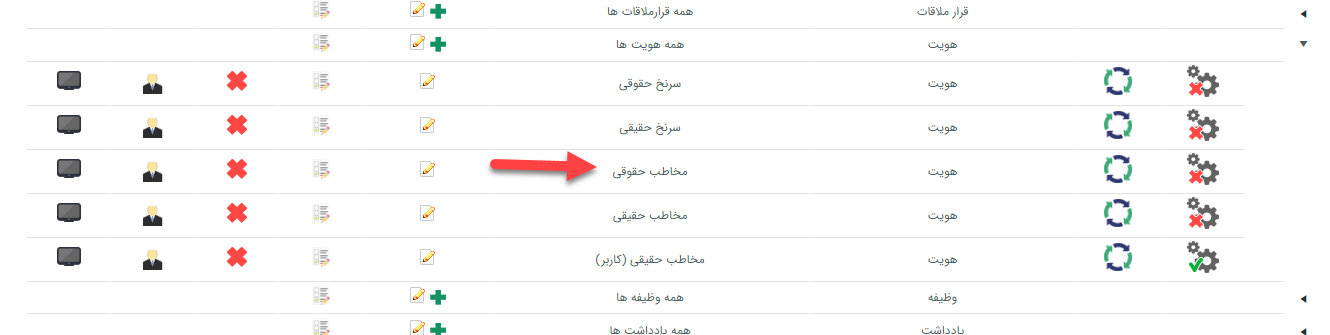 قرار ملاقات همه قرارملاقات ها
هویت همه هویت ها
هویت سرنخ حقوقی
هویت سرنخ حقیقی
هویت مخاطب حقوقی
هویت مخاطب حقیقی
هویت مخاطب حقیقی (کاربر)
وظیفه همه وظیفه ها
یادداشت همه یادداشت ها